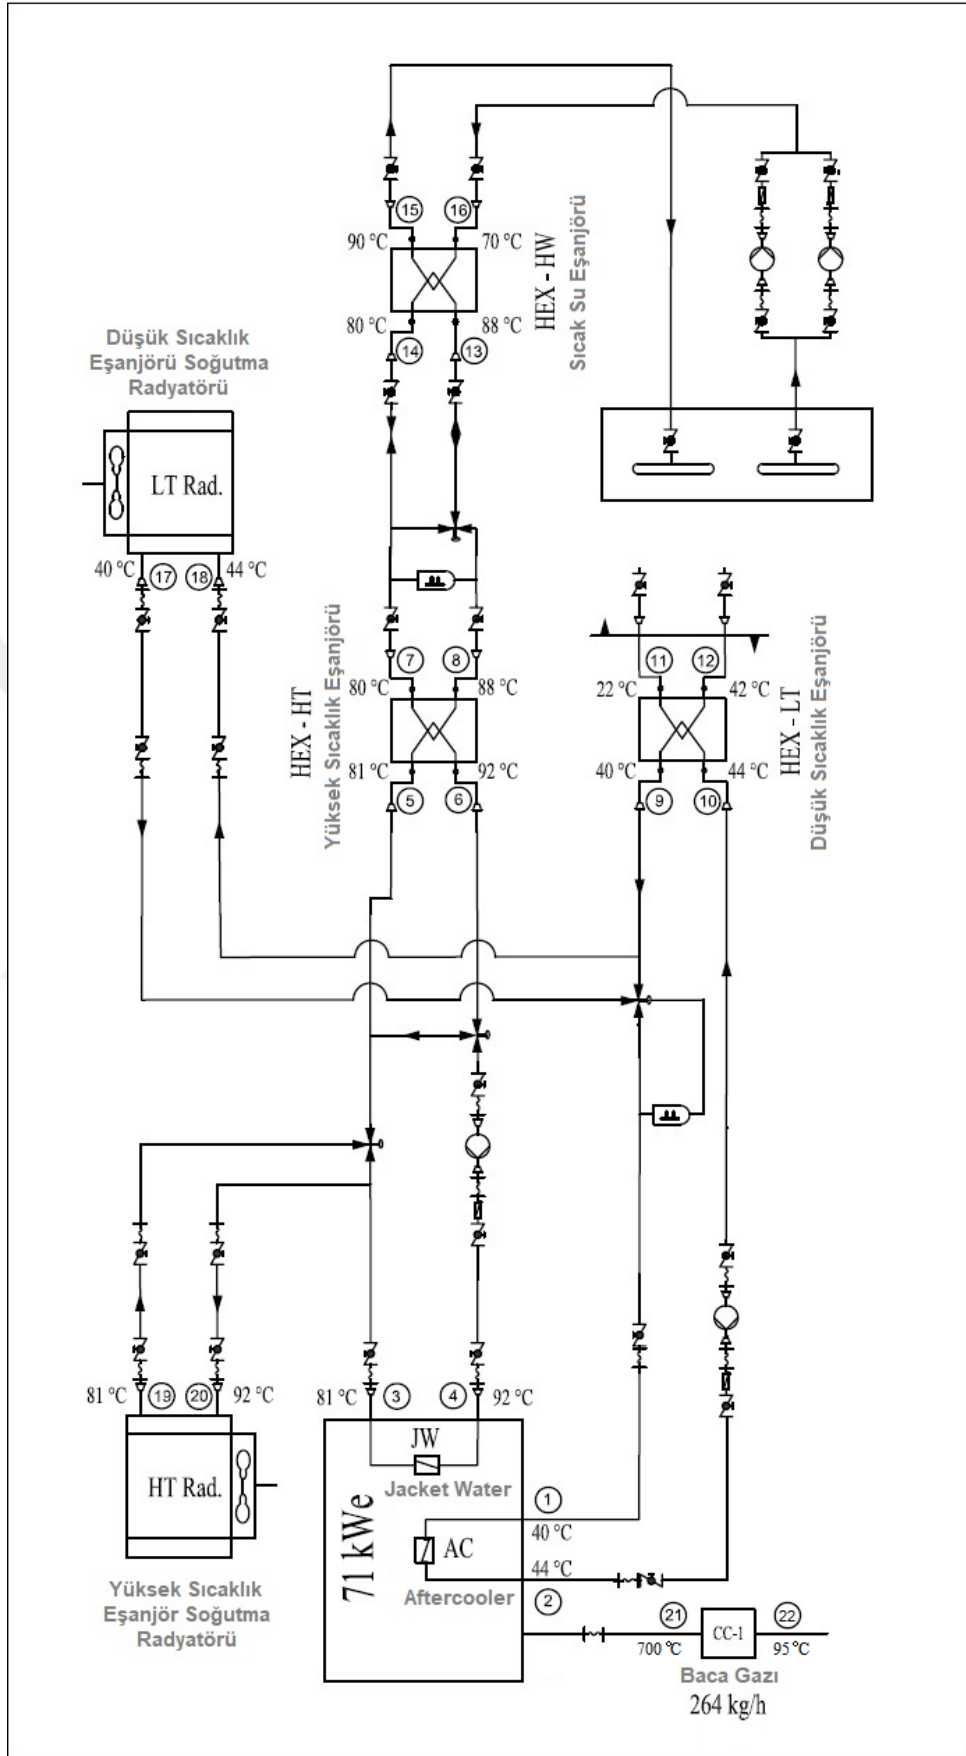 15
16
90 °C
70 °C
HEX - HW
Sıcak Su Eşanjörü
80 °C
88 °C
14
13
Düşük Sıcaklık
Eşanjörü Soğutma
Radyatörü
LT Rad.
40 °C
17
18
44 °C
7
8
80 °C
88 °C
HEX - HT
Yüksek Sıcaklık Eşanjörü
81 °C
92 °C
5
6
11
12
22 °C
42 °C
HEX - LT
Düşük Sıcaklık Eşanjörü
40 °C
44 °C
9
10
81 °C
19
20
92 °C
HT Rad.
Yüksek Sıcaklık
Eşanjör Soğutma
Radyatörü
81 °C
3
4
92 °C
JW
Jacket Water
71 kWe
1
40 °C
AC
44 °C
Aftercooler
2
21
22
CC-1
700 °C
95 °C
Baca Gazı
264 kg/h